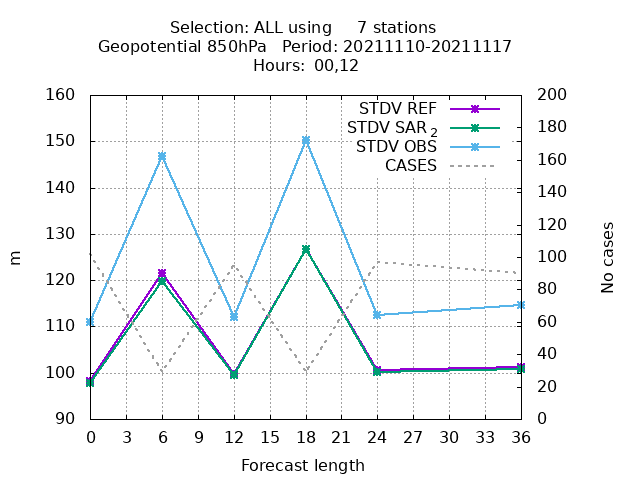 Selection: ALL using 7 stations
Geopotential 850hPa Period: 20211110-20211117
Hours: 00,12
160 200
STDV REF
150 180
STDV SAR 2
STDV OBS
160
140 CASES
140
130 120
m
120 100
No cases
80
110 60
100 40
20
90 0
0 3 6 9 12 15 18 21 24 27 30 33 36
Forecast length